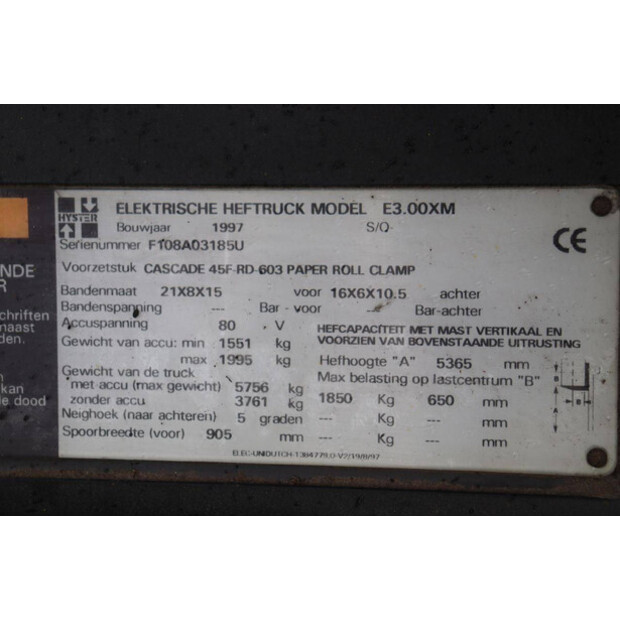 HYSTER
ELEKTRISCHE HEFTRUCK MODEL E3.00XM
Bouwjaar 1997 S/Q
Serienummer F108A03185U
CE
Voorzetstuk CASCADE 45F-RD-603 PAPER ROLL CLAMP
Bandenmaat 21X8X15 voor 16X6X10.5 achter
Bandenspanning --- Bar - voor --- Bar-achter
Accuspanning 80 V
Gewicht van accu: min 1551 kg
max 1995 kg
Gewicht van de truck
met accu (max gewicht) 5756 kg
zonder accu 3761 kg
Neighoek (naar achteren) 5 graden
Spoorbreedte (voor) 905 mm
HEFCAPACITEIT MET MAST VERTIKAAL EN
VOORZIEN VAN BOVENSTAANDE UITRUSTING
Hefhoogte "A" 5365 mm
Max belasting op lastcentrum "B"
1850 Kg 650 mm
--- Kg --- mm
--- Kg --- mm
B
A
B
NDE
R
chriften
naast
den.
n
kan
le dood